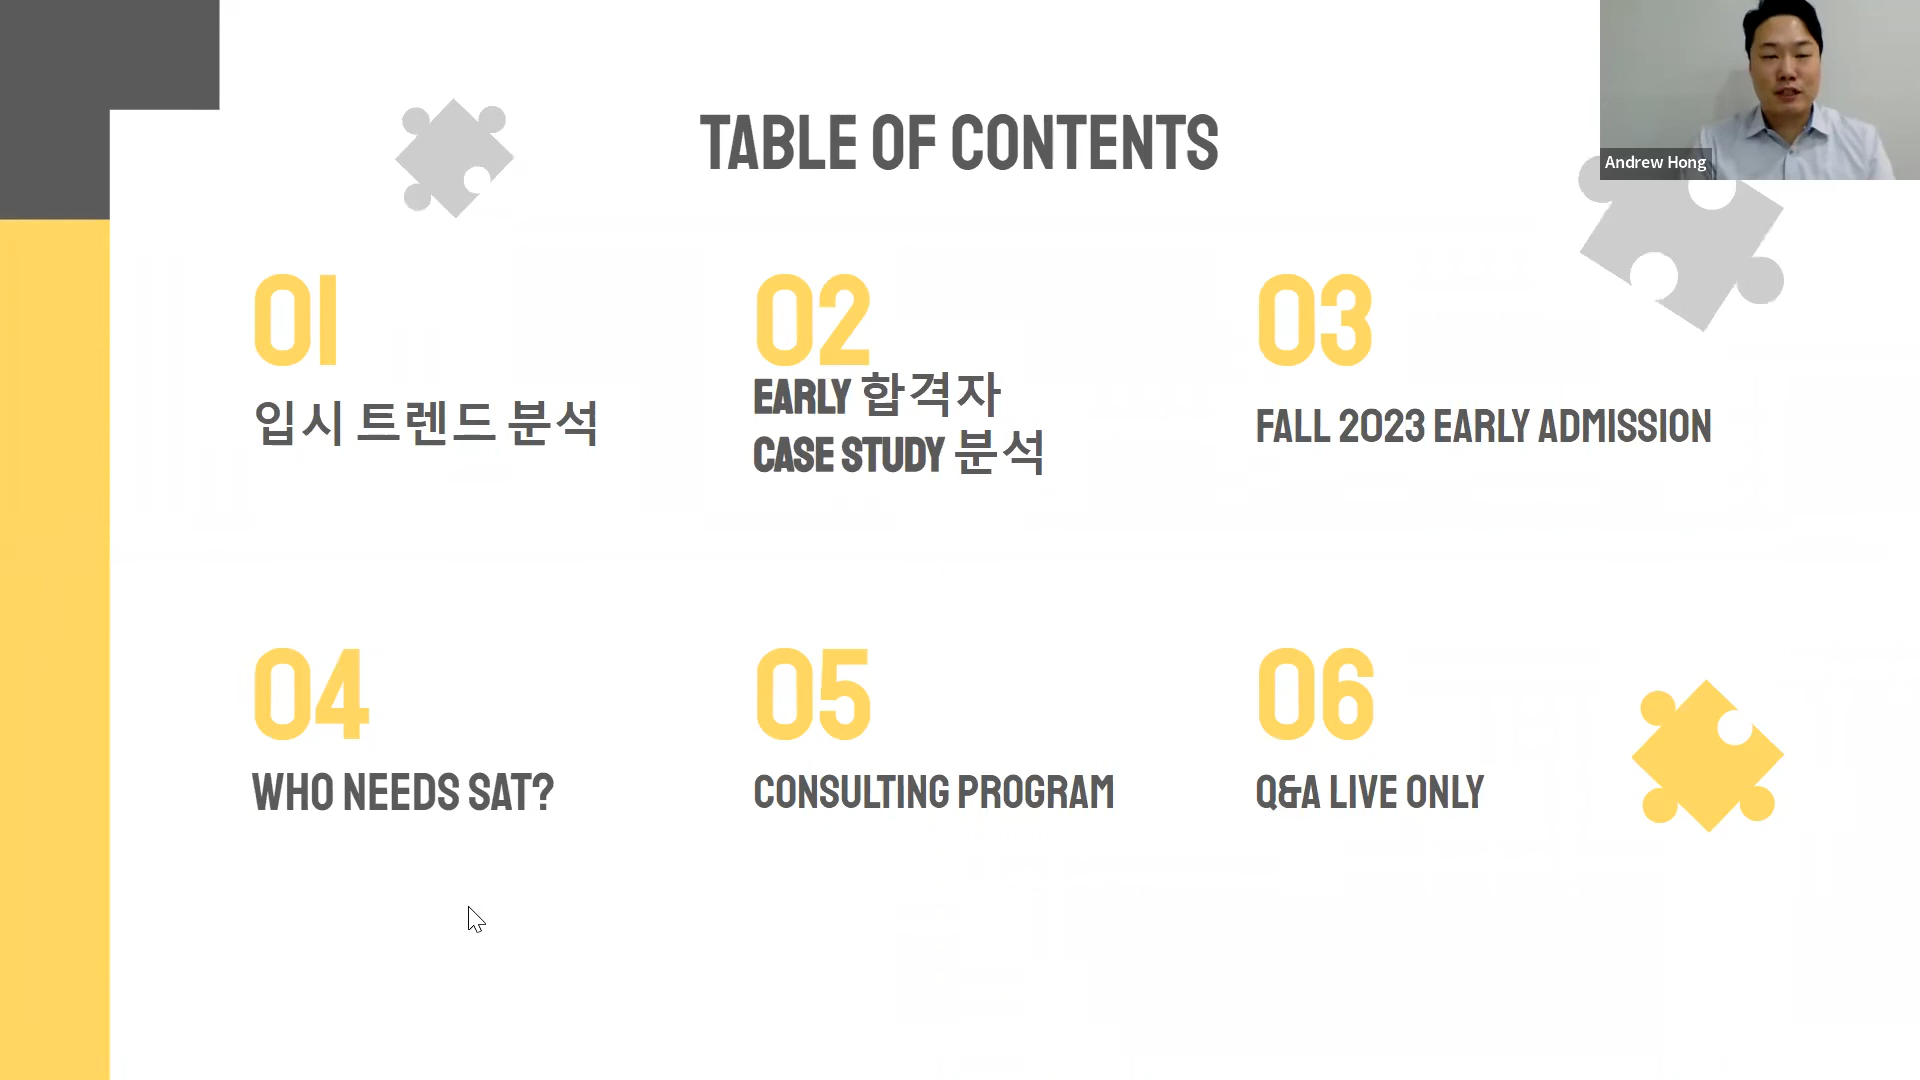 TABLE OF CONTENTS
Andrew Hong
01
입시 트렌드 분석
02
EARLY 합격자
CASE STUDY 분석
03
FALL 2023 EARLY ADMISSION
04
WHO NEEDS SAT?
05
CONSULTING PROGRAM
06
Q&A LIVE ONLY